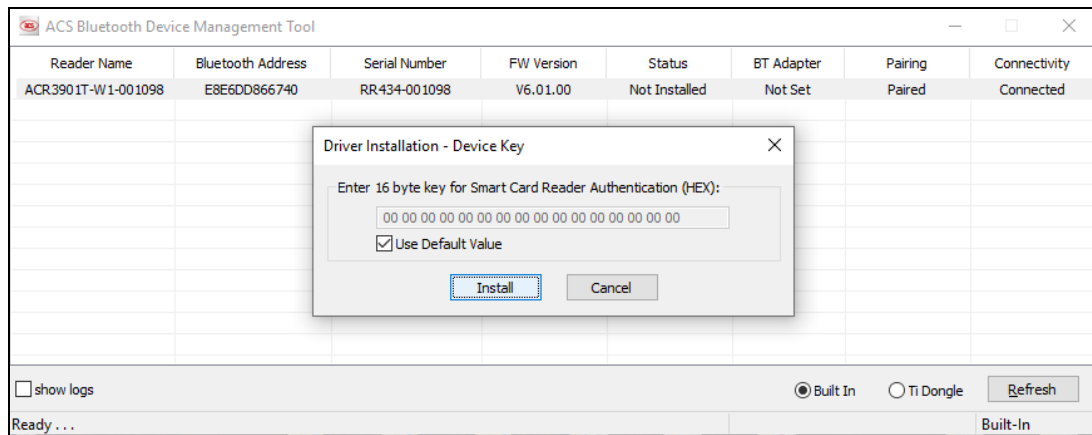 ACS Bluetooth Device Management Tool
Reader Name Bluetooth Address Serial Number FW Version Status BT Adapter Pairing Connectivity
ACR3901T-W1-001098 E8E6DD866740 RR434-001098 V6.01.00 Not Installed Not Set Paired Connected
Driver Installation - Device Key
Enter 16 byte key for Smart Card Reader Authentication (HEX):
00 00 00 00 00 00 00 00 00 00 00 00 00 00 00 00
Use Default Value
Install Cancel
show logs Built In Ti Dongle Refresh
Ready . . . Built-In